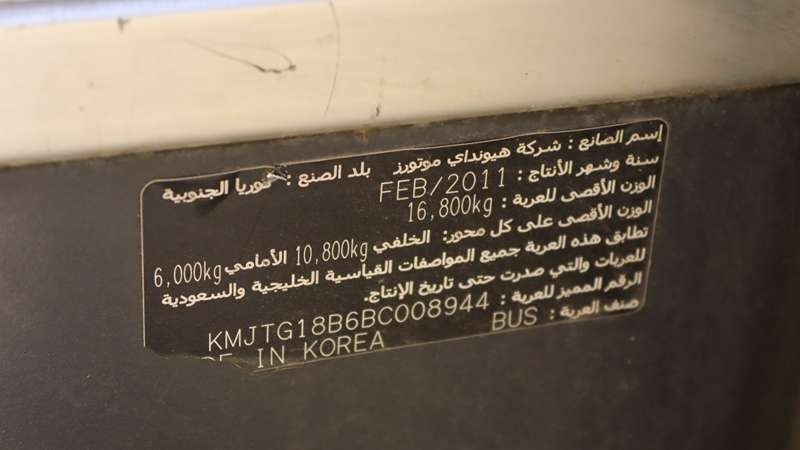 إسم الصانع : شركة هيونداي موتورز بلد الصنع : كوريا الجنوبية
سنة وشهر الأنتاج : FEB/2011
الوزن الأقصى للعربة : 16,800kg
الوزن الأقصى على كل محور: الخلفي 10,800kg الأمامي 6,000kg
تطابق هذه العربة جميع المواصفات القياسية الخليجية والسعودية
للعربات والتي صدرت حتى تاريخ الإنتاج.
الرقم المميز للعربة : KMJTG18B6BC008944
صنف العربة : BUS
IN KOREA